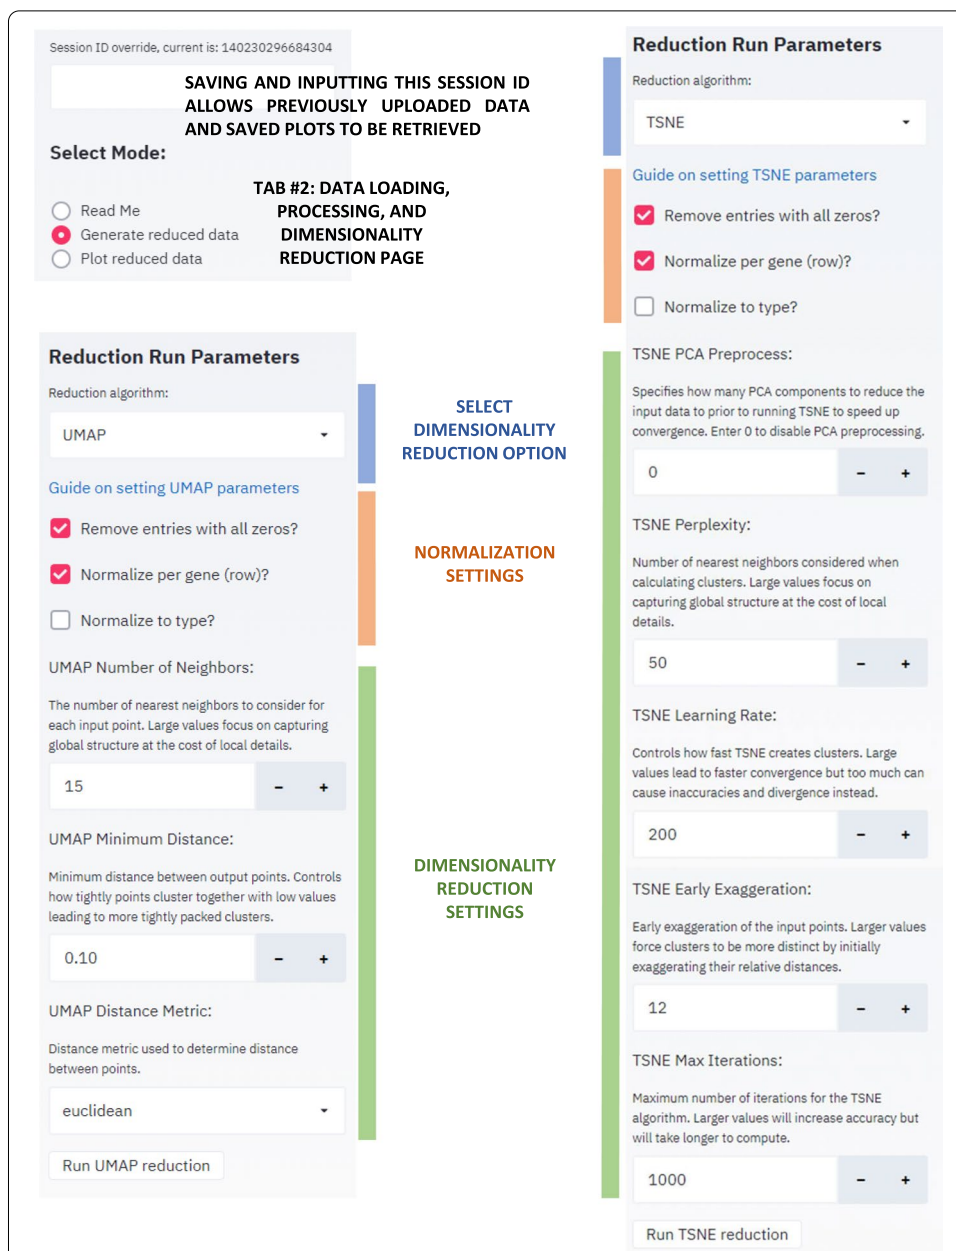 Session ID override, current is: 140230296684304
SAVING AND INPUTTING THIS SESSION ID
ALLOWS PREVIOUSLY UPLOADED DATA
AND SAVED PLOTS TO BE RETRIEVED
Select Mode:
Read Me
Generate reduced data
Plot reduced data
TAB #2: DATA LOADING,
PROCESSING, AND
DIMENSIONALITY
REDUCTION PAGE
Reduction Run Parameters
Reduction algorithm:
UMAP
Guide on setting UMAP parameters
Remove entries with all zeros?
Normalize per gene (row)?
Normalize to type?
UMAP Number of Neighbors:
The number of nearest neighbors to consider for
each input point. Large values focus on capturing
global structure at the cost of local details.
15 - +
UMAP Minimum Distance:
Minimum distance between output points. Controls
how tightly points cluster together with low values
leading to more tightly packed clusters.
0.10 - +
UMAP Distance Metric:
Distance metric used to determine distance
between points.
euclidean
Run UMAP reduction
SELECT
DIMENSIONALITY
REDUCTION OPTION
NORMALIZATION
SETTINGS
DIMENSIONALITY
REDUCTION
SETTINGS
Reduction Run Parameters
Reduction algorithm:
TSNE
Guide on setting TSNE parameters
Remove entries with all zeros?
Normalize per gene (row)?
Normalize to type?
TSNE PCA Preprocess:
Specifies how many PCA components to reduce the
input data to prior to running TSNE to speed up
convergence. Enter 0 to disable PCA preprocessing.
0 - +
TSNE Perplexity:
Number of nearest neighbors considered when
calculating clusters. Large values focus on
capturing global structure at the cost of local
details.
50 - +
TSNE Learning Rate:
Controls how fast TSNE creates clusters. Large
values lead to faster convergence but too much can
cause inaccuracies and divergence instead.
200 - +
TSNE Early Exaggeration:
Early exaggeration of the input points. Larger values
force clusters to be more distinct by initially
exaggerating their relative distances.
12 - +
TSNE Max Iterations:
Maximum number of iterations for the TSNE
algorithm. Larger values will increase accuracy but
will take longer to compute.
1000 - +
Run TSNE reduction